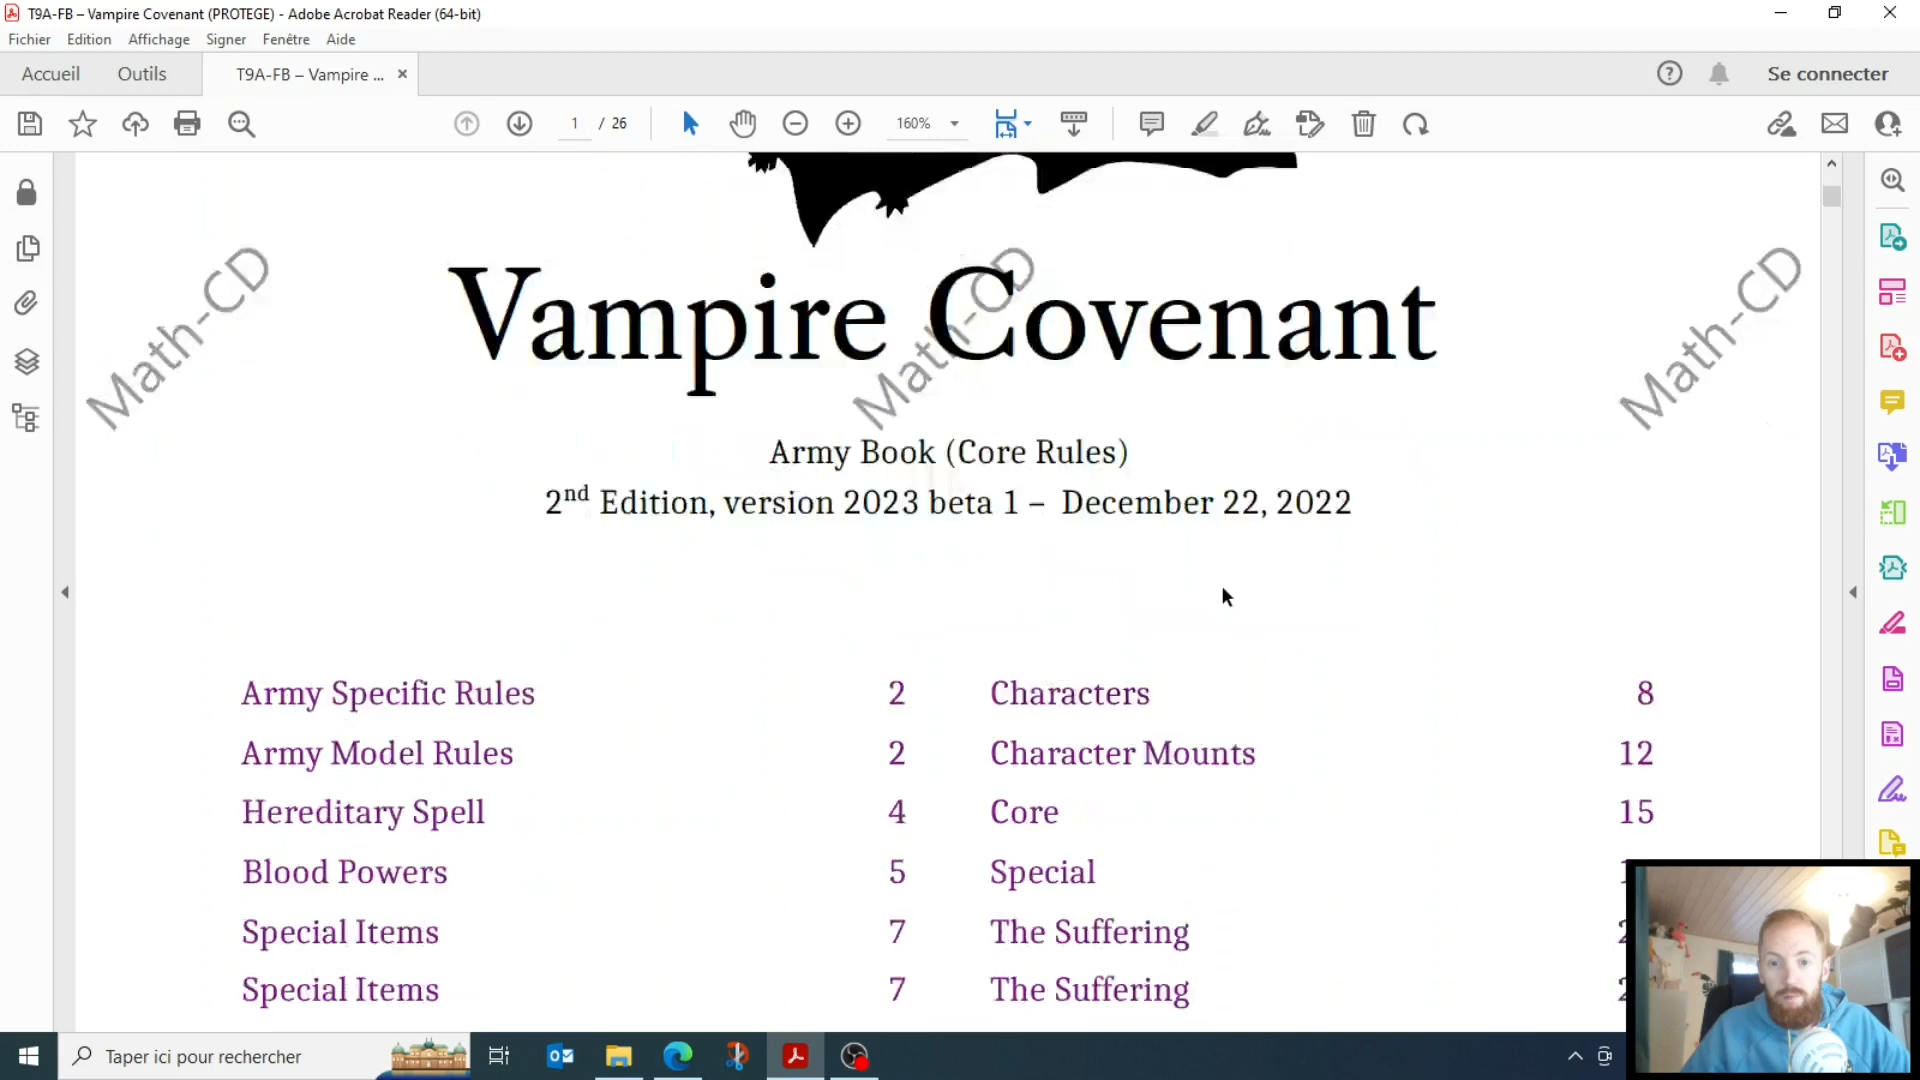 T9A-FB – Vampire Covenant (PROTEGE) - Adobe Acrobat Reader (64-bit)
Fichier Edition Affichage Signer Fenêtre Aide
Accueil Outils T9A-FB – Vampire ... × Se connecter
1 / 26 160%
Math-CD Math-CD Math-CD
Vampire Covenant
Army Book (Core Rules)
2nd Edition, version 2023 beta 1 – December 22, 2022
Army Specific Rules 2 Characters 8
Army Model Rules 2 Character Mounts 12
Hereditary Spell 4 Core 15
Blood Powers 5 Special
Special Items 7 The Suffering
Special Items 7 The Suffering
Taper ici pour rechercher